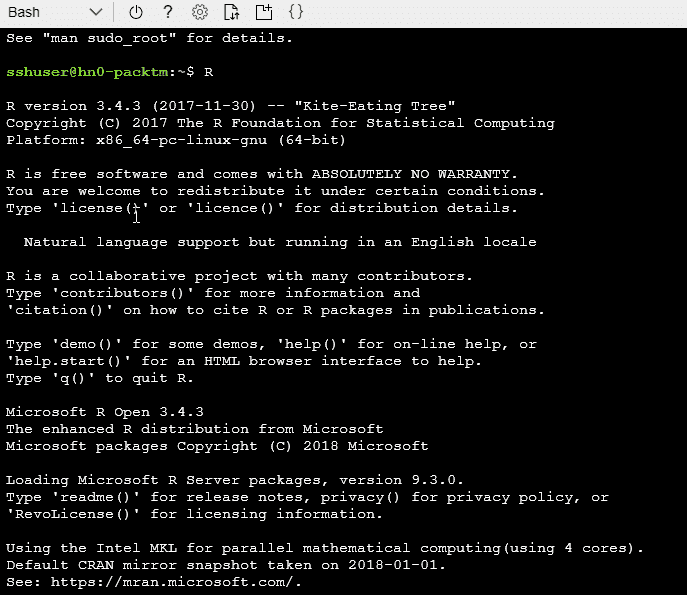 Bash
See "man sudo_root" for details.
sshuser@hn0-packtm:~$ R
R version 3.4.3 (2017-11-30) -- "Kite-Eating Tree"
Copyright (C) 2017 The R Foundation for Statistical Computing
Platform: x86_64-pc-linux-gnu (64-bit)
R is free software and comes with ABSOLUTELY NO WARRANTY.
You are welcome to redistribute it under certain conditions.
Type 'license()' or 'licence()' for distribution details.
Natural language support but running in an English locale
R is a collaborative project with many contributors.
Type 'contributors()' for more information and
'citation()' on how to cite R or R packages in publications.
Type 'demo()' for some demos, 'help()' for on-line help, or
'help.start()' for an HTML browser interface to help.
Type 'q()' to quit R.
Microsoft R Open 3.4.3
The enhanced R distribution from Microsoft
Microsoft packages Copyright (C) 2018 Microsoft
Loading Microsoft R Server packages, version 9.3.0.
Type 'readme()' for release notes, privacy() for privacy policy, or
'RevoLicense()' for licensing information.
Using the Intel MKL for parallel mathematical computing(using 4 cores).
Default CRAN mirror snapshot taken on 2018-01-01.
See: https://mran.microsoft.com/.